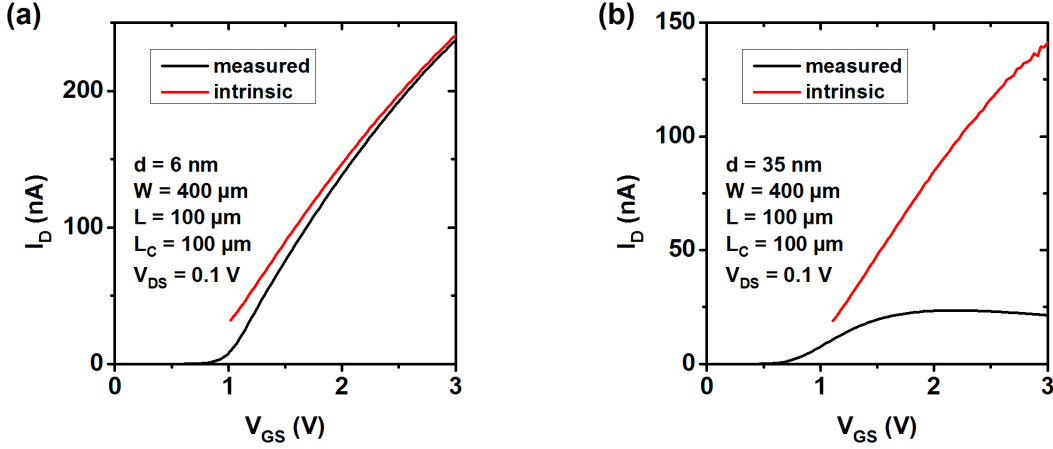 (a)
measured
intrinsic
d = 6 nm
W = 400 µm
L = 100 µm
L_C = 100 µm
V_DS = 0.1 V
I_D (nA)
200
100
0
0 1 2 3
V_GS (V)
(b)
measured
intrinsic
d = 35 nm
W = 400 µm
L = 100 µm
L_C = 100 µm
V_DS = 0.1 V
I_D (nA)
150
100
50
0
0 1 2 3
V_GS (V)